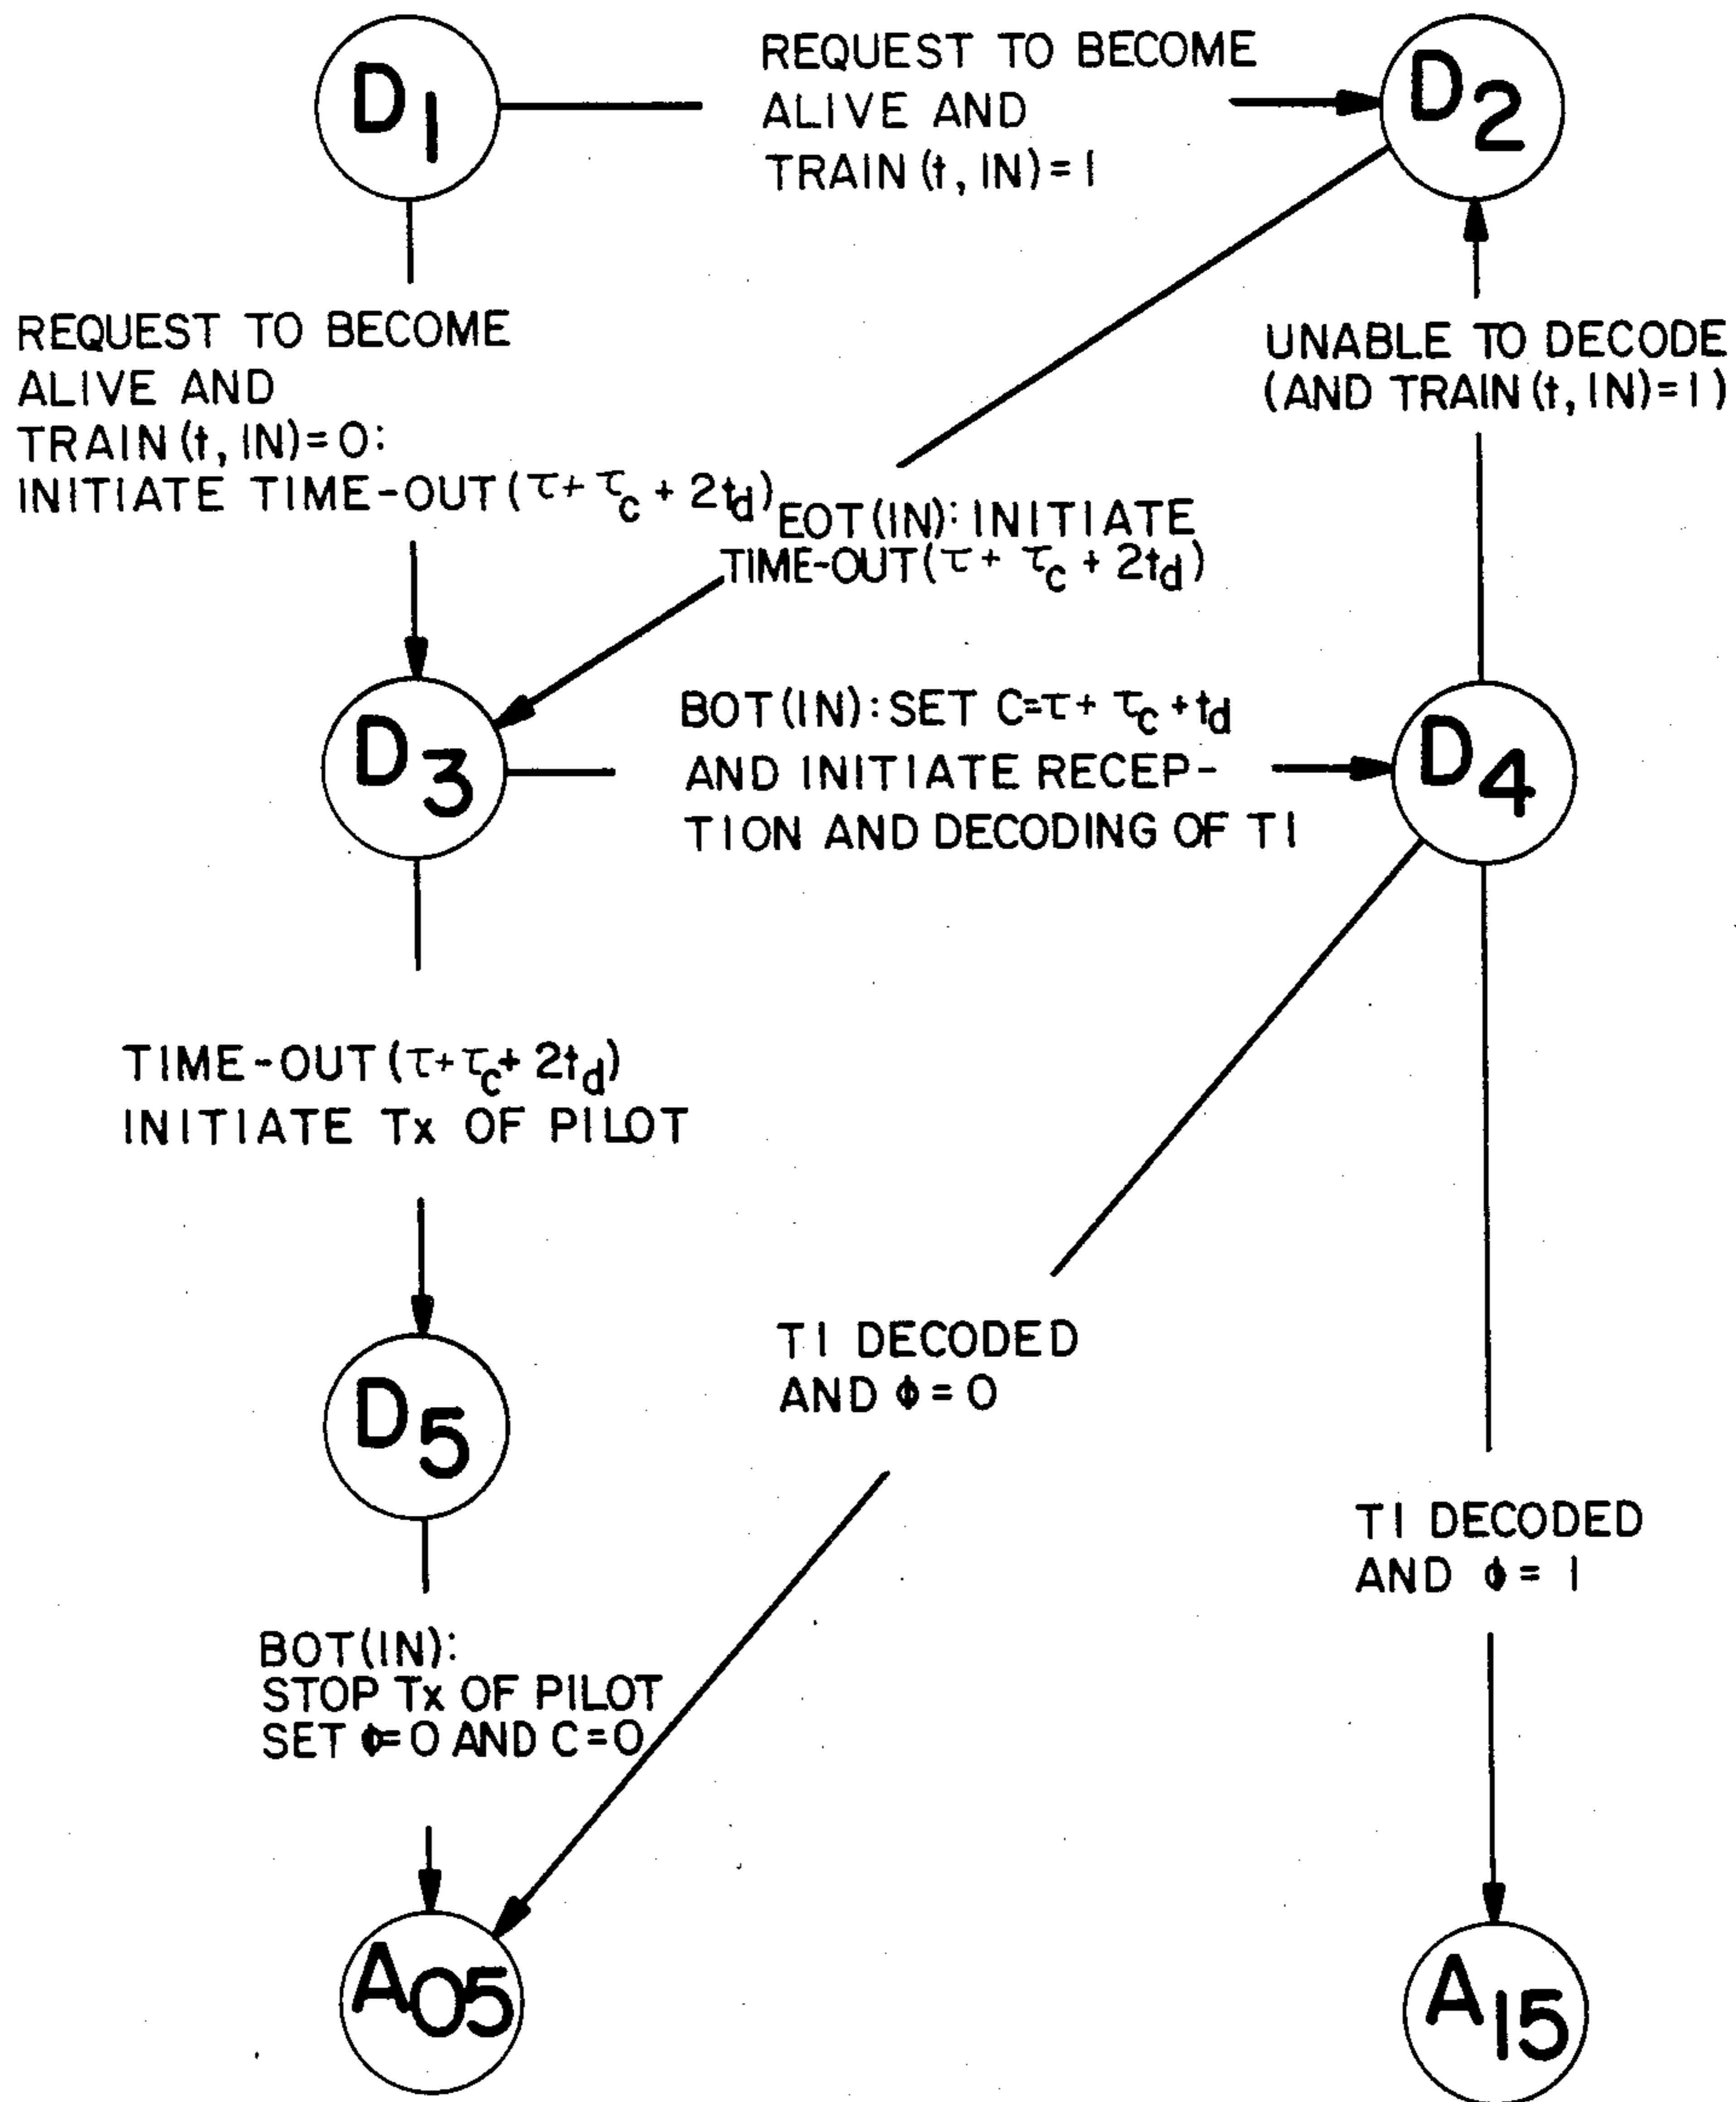 D1
REQUEST TO BECOME
ALIVE AND
TRAIN (t, IN)=1
D2
REQUEST TO BECOME
ALIVE AND
TRAIN (t, IN)=0:
INITIATE TIME-OUT(τ+ τc + 2td)
UNABLE TO DECODE
(AND TRAIN (t, IN)=1)
EOT(IN): INITIATE
TIME-OUT(τ+ τc + 2td)
D3
BOT(IN):SET C=τ+ τc +td
AND INITIATE RECEP-
TION AND DECODING OF TI
D4
TIME-OUT(τ+τc+ 2td)
INITIATE Tx OF PILOT
TI DECODED
AND ϕ=0
D5
TI DECODED
AND ϕ= 1
BOT(IN):
STOP Tx OF PILOT
SET ϕ=0 AND C=0
A05
A15